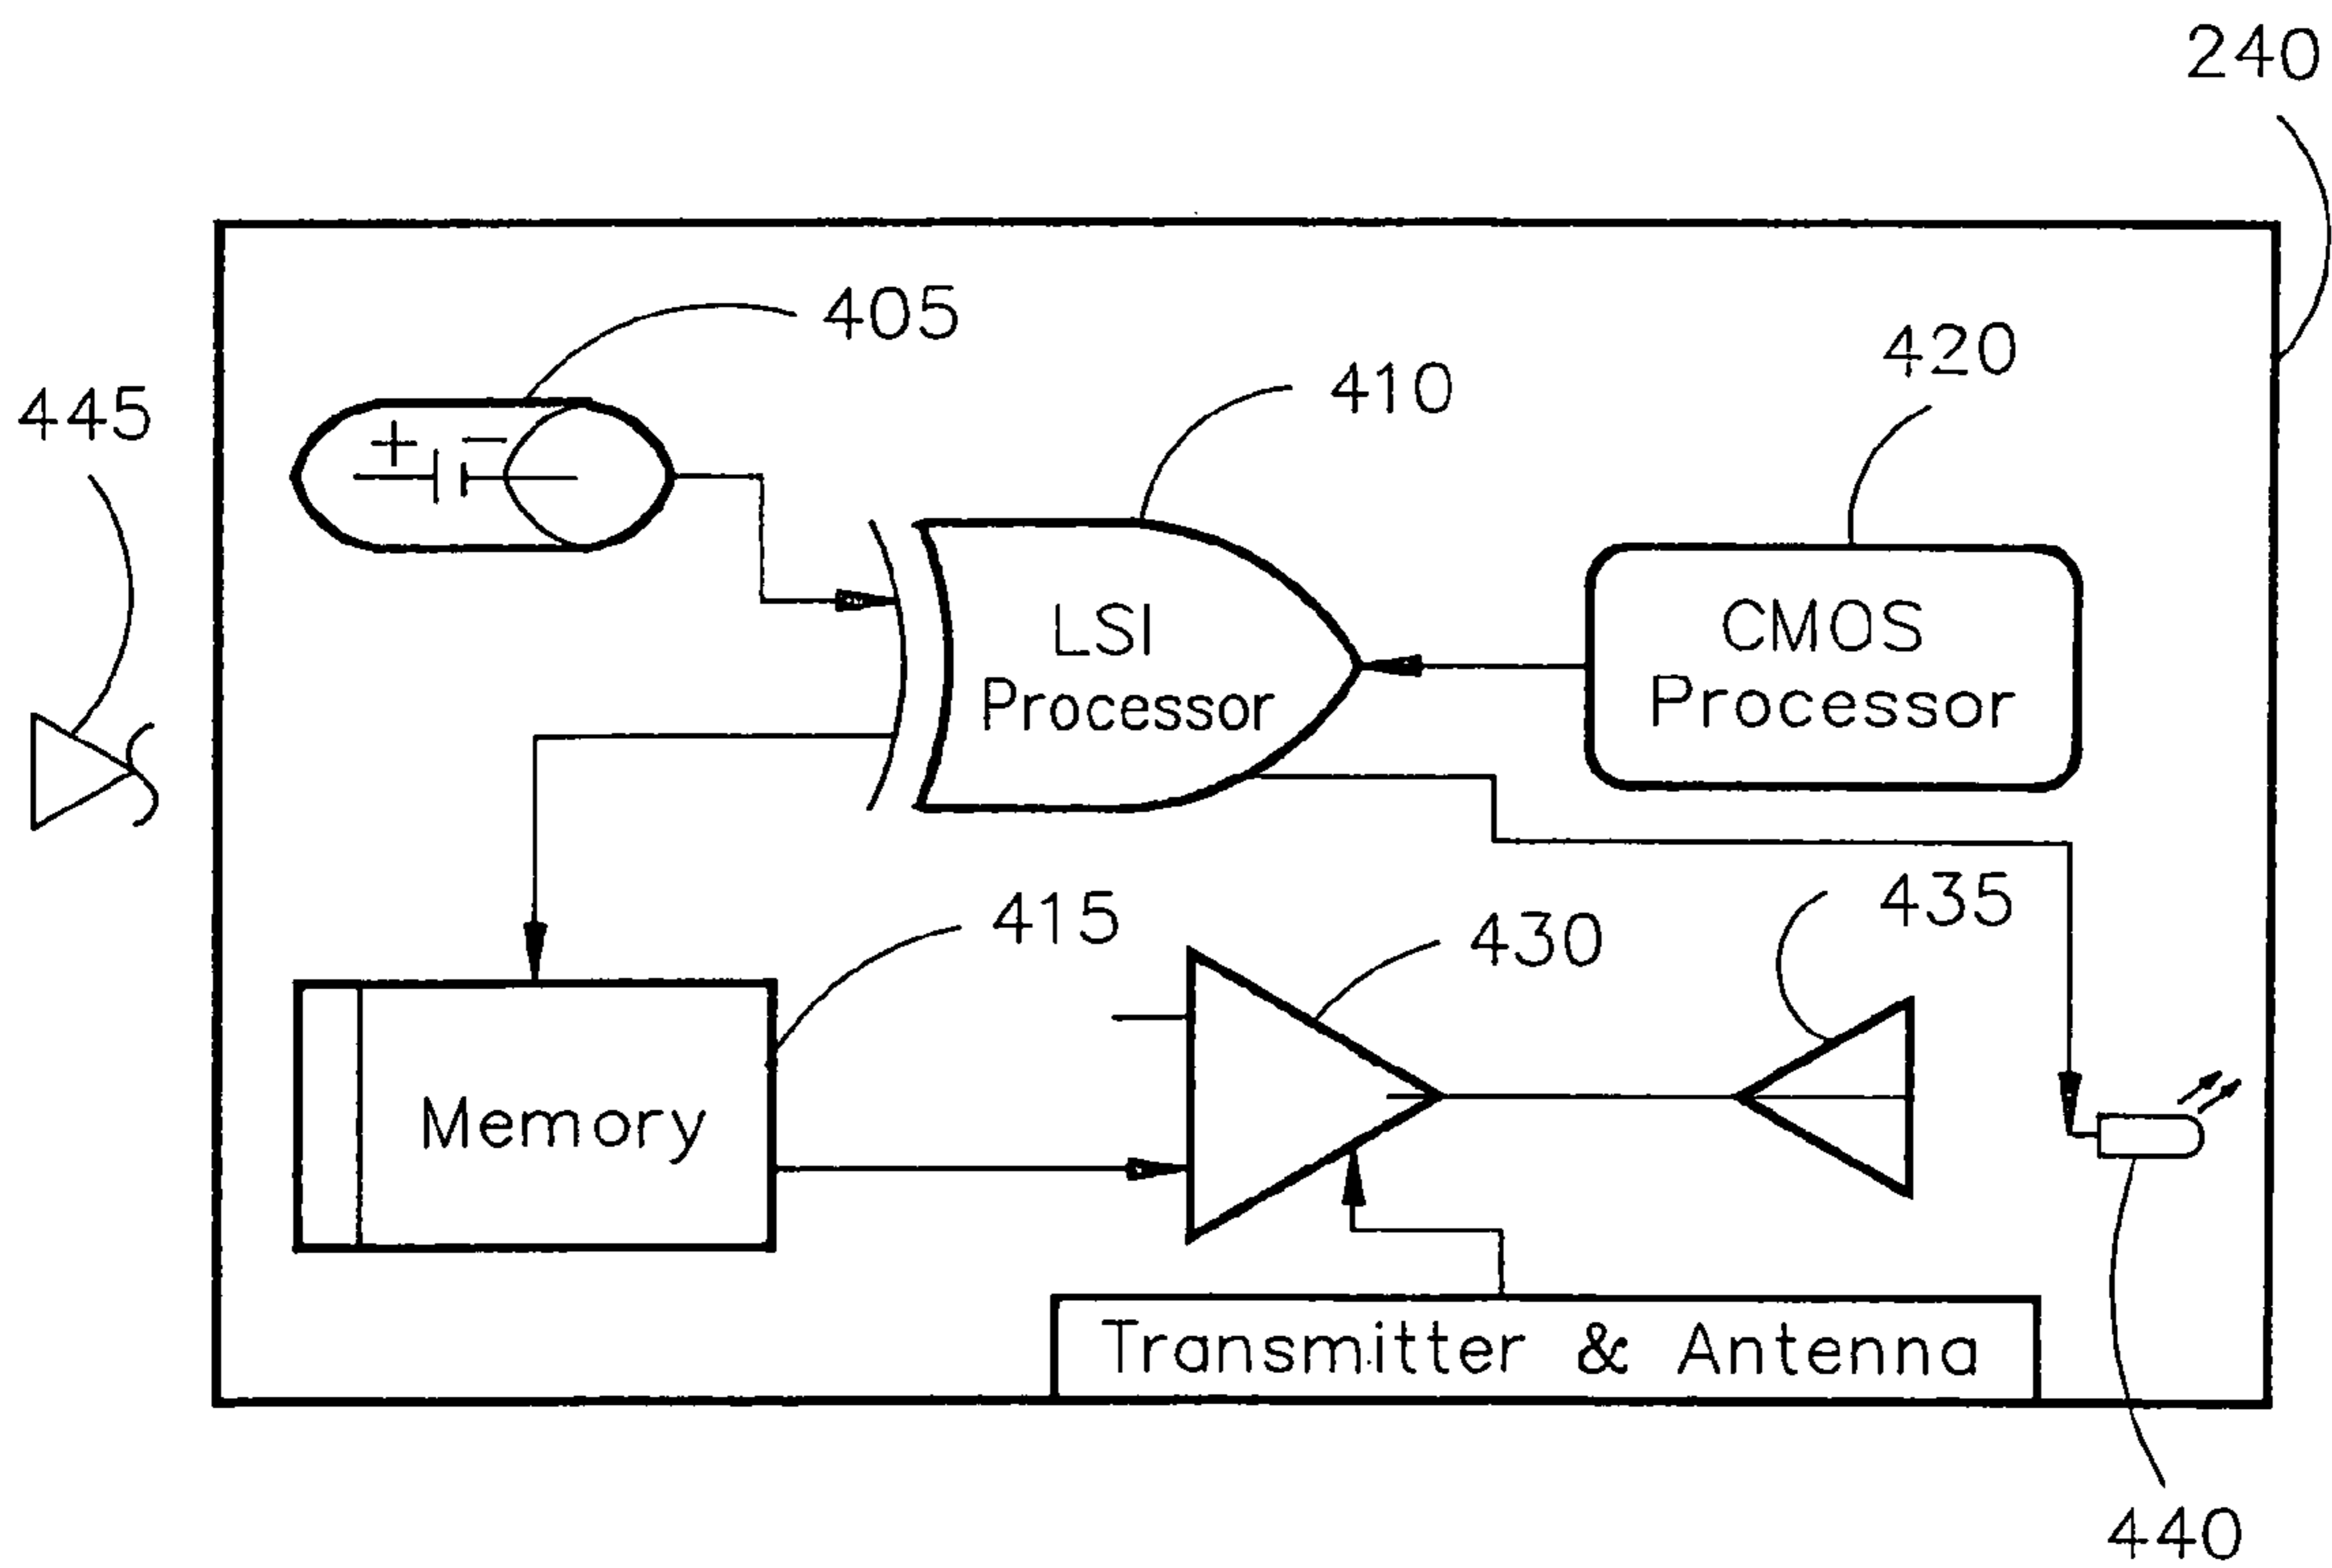 240
405
420
410
445
+ −
LSI
Processor
CMOS
Processor
435
415
430
Memory
Transmitter & Antenna
440